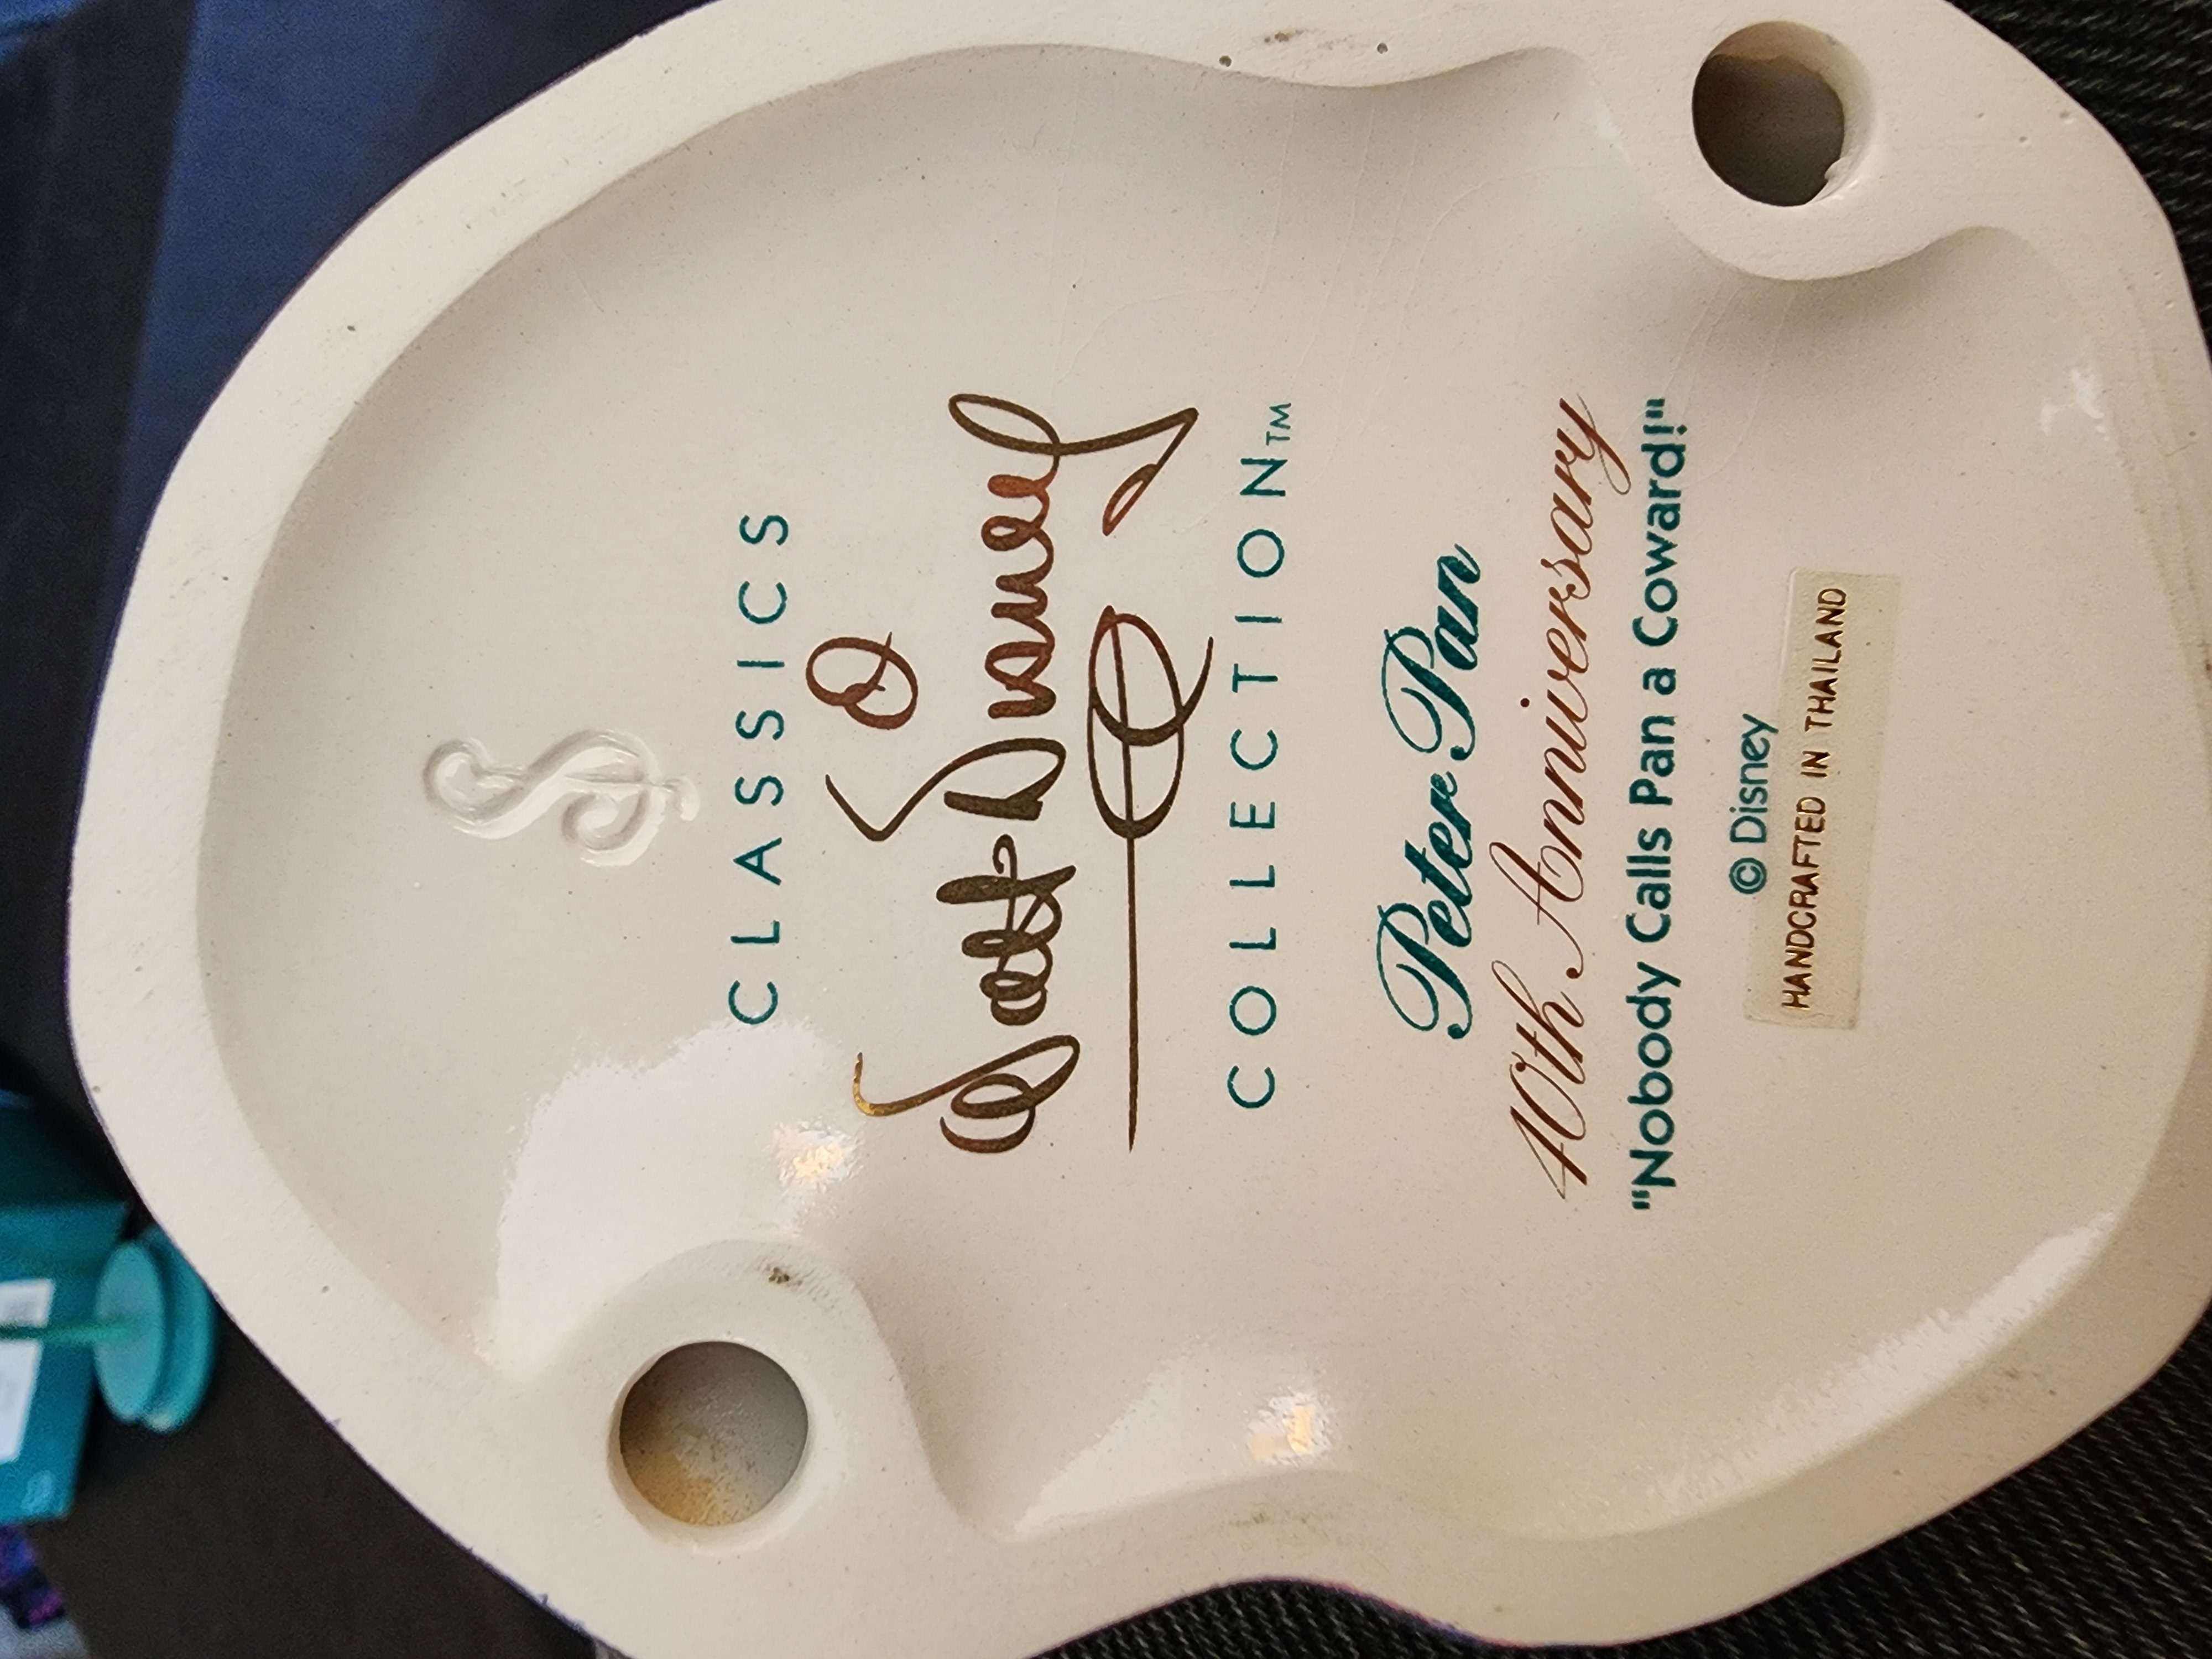 CLASSICS
Walt Disney
COLLECTION™
Peter Pan
40th Anniversary
"Nobody Calls Pan a Coward!"
© Disney
HANDCRAFTED IN THAILAND